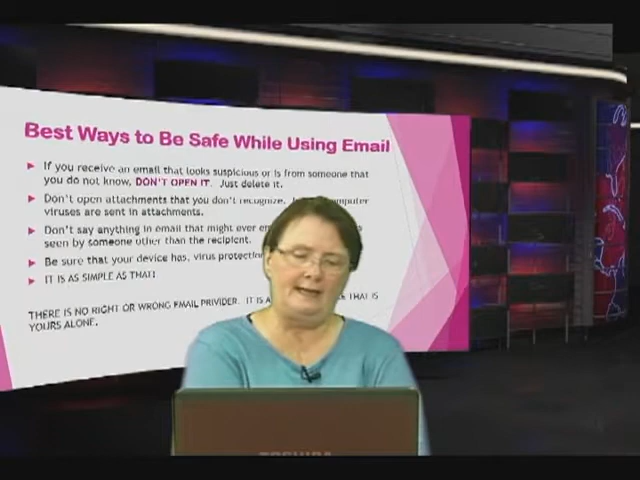 Best Ways to Be Safe While Using Email
If you receive an email that looks suspicious or is from someone that
you do not know, DON'T OPEN IT. Just delete it.
Don't open attachments that you don't recognize. computer
viruses are sent in attachments.
Don't say anything in email that might ever
seen by someone other than the recipient.
Be sure that your device has, virus protection
IT IS AS SIMPLE AS THAT!
THERE IS NO RIGHT OR WRONG EMAIL PROVIDER. IT IS A THAT IS
YOURS ALONE.
TOSHIBA